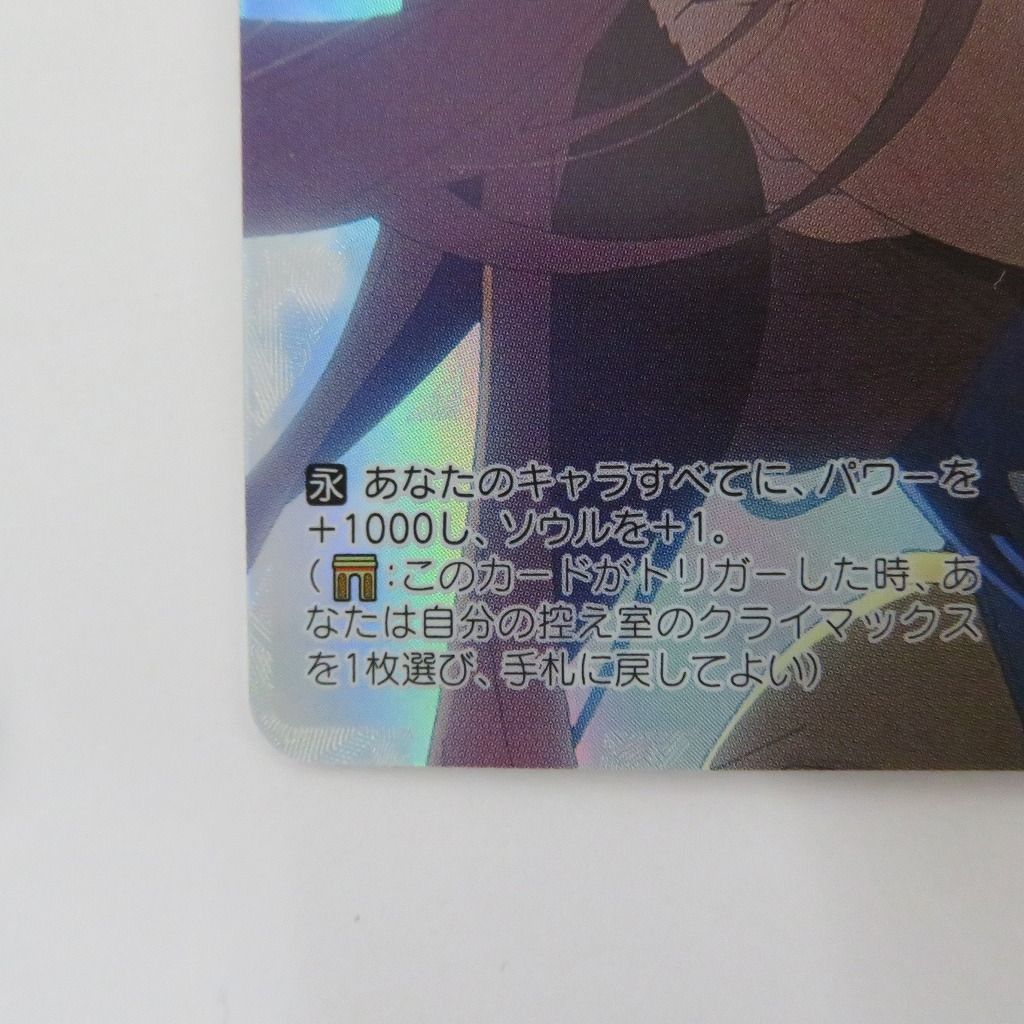 永 あなたのキャラすべてに、パワーを
+1000し、ソウルを+1。
( :このカードがトリガーした時、あ
なたは自分の控え室のクライマックス
を1枚選び、手札に戻してよい)